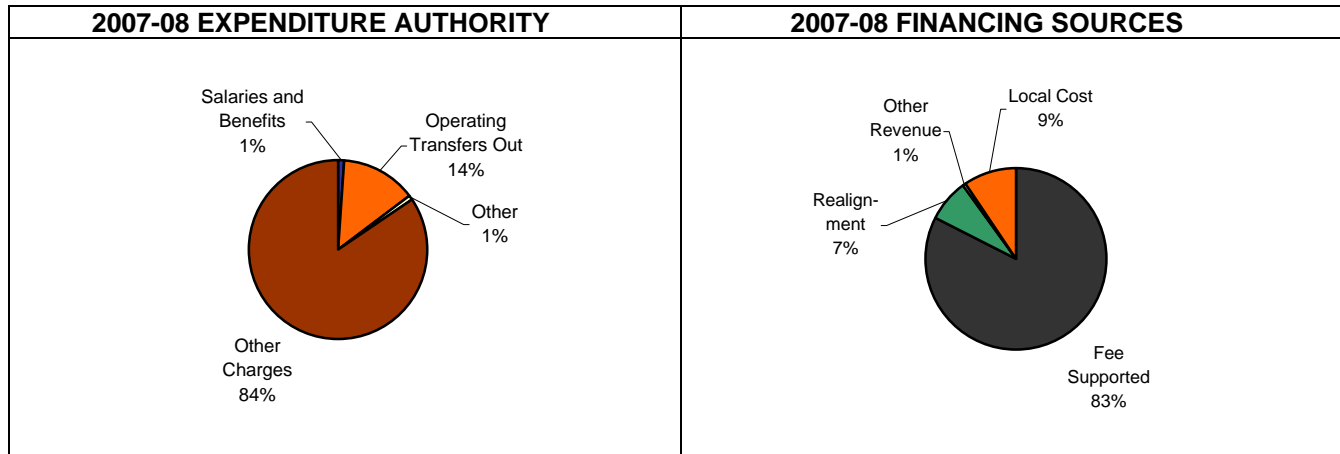 2007-08 EXPENDITURE AUTHORITY
Salaries and
Benefits
1%
Operating
Transfers Out
14%
Other
1%
Other
Charges
84%
2007-08 FINANCING SOURCES
Other
Revenue
1%
Local Cost
9%
Realign-
ment
7%
Fee
Supported
83%